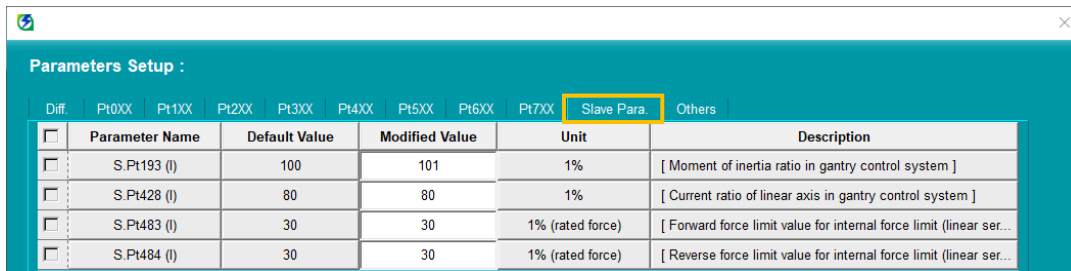 Parameters Setup :
Diff. Pt0XX Pt1XX Pt2XX Pt3XX Pt4XX Pt5XX Pt6XX Pt7XX Slave Para. Others
Parameter Name Default Value Modified Value Unit Description
S.Pt193 (I) 100 101 1% [ Moment of inertia ratio in gantry control system ]
S.Pt428 (I) 80 80 1% [ Current ratio of linear axis in gantry control system ]
S.Pt483 (I) 30 30 1% (rated force) [ Forward force limit value for internal force limit (linear ser...
S.Pt484 (I) 30 30 1% (rated force) [ Reverse force limit value for internal force limit (linear ser...